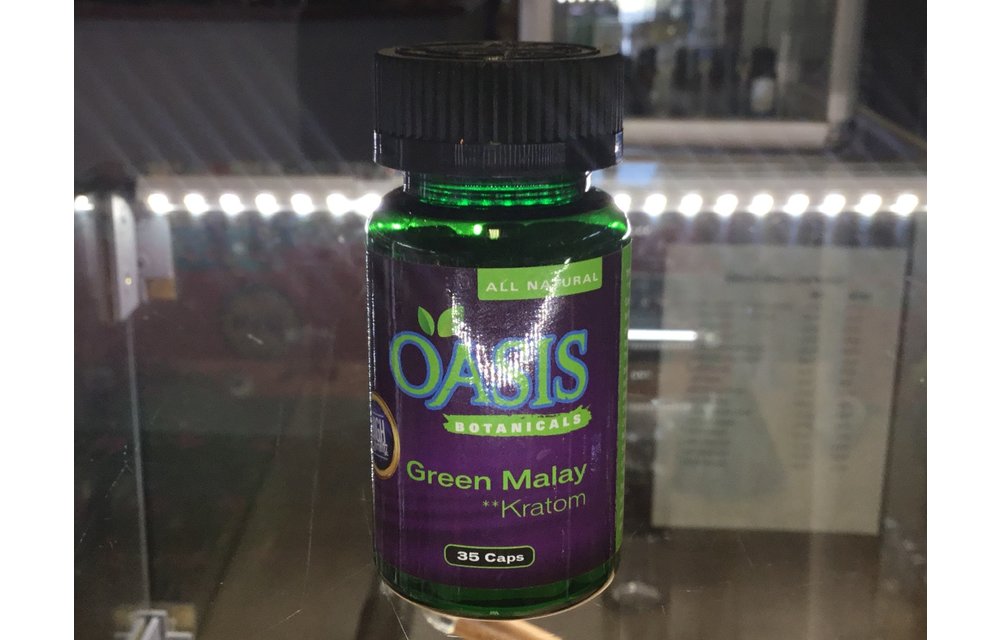 ALL NATURAL
OASIS
BOTANICALS
Green Malay
**Kratom
35 Caps